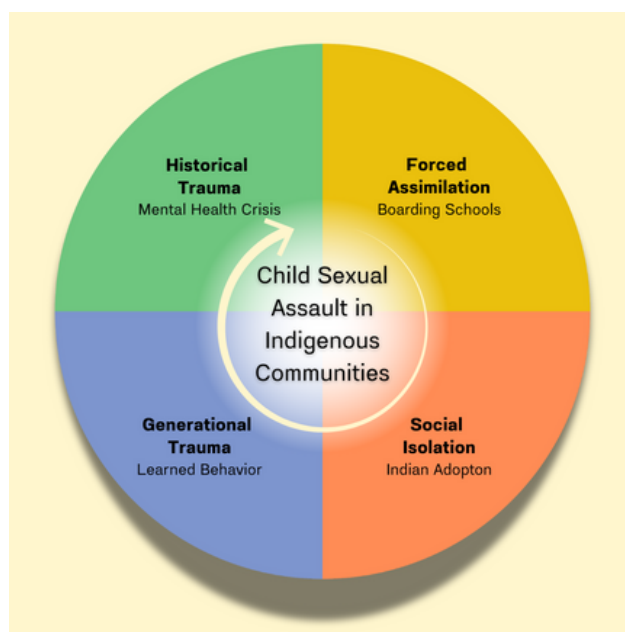 Historical
Trauma
Mental Health Crisis
Forced
Assimilation
Boarding Schools
Child Sexual
Assault in
Indigenous
Communities
Generational
Trauma
Learned Behavior
Social
Isolation
Indian Adopton